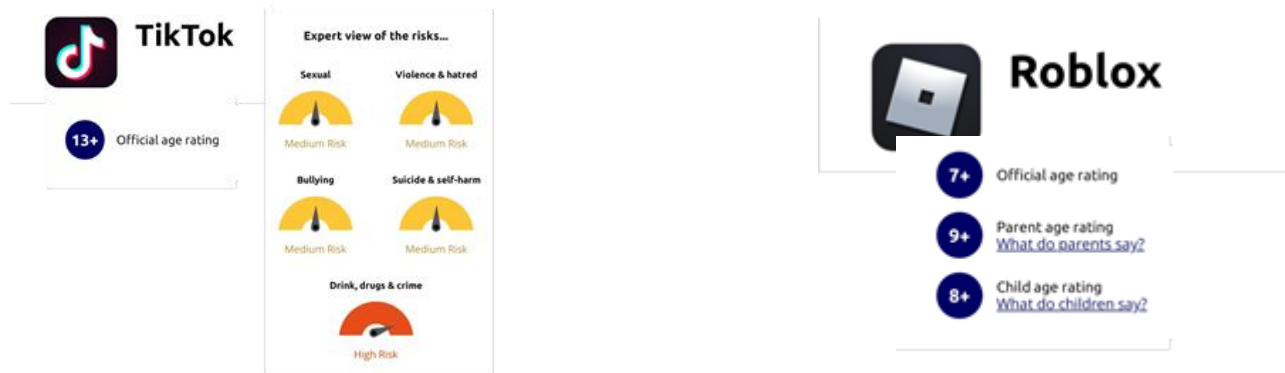 TikTok
13+ Official age rating
Expert view of the risks...
Sexual Violence & hatred
Medium Risk Medium Risk
Bullying Suicide & self-harm
Medium Risk Medium Risk
Drink, drugs & crime
High Risk
Roblox
7+ Official age rating
9+ Parent age rating
What do parents say?
8+ Child age rating
What do children say?